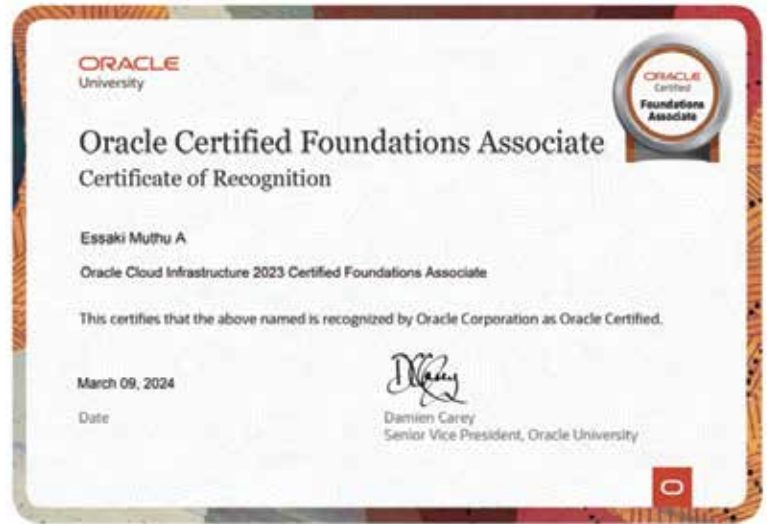 ORACLE
University
ORACLE
Certified
Foundations
Associate
Oracle Certified Foundations Associate
Certificate of Recognition
Essaki Muthu A
Oracle Cloud Infrastructure 2023 Certified Foundations Associate
This certifies that the above named is recognized by Oracle Corporation as Oracle Certified.
March 09, 2024
Date
DCarey
Damien Carey
Senior Vice President, Oracle University